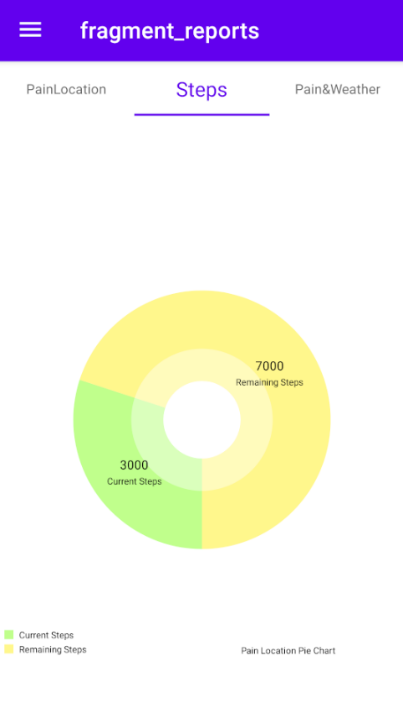 fragment_reports
PainLocation
Steps
Pain&Weather
7000
Remaining Steps
3000
Current Steps
Current Steps
Remaining Steps
Pain Location Pie Chart